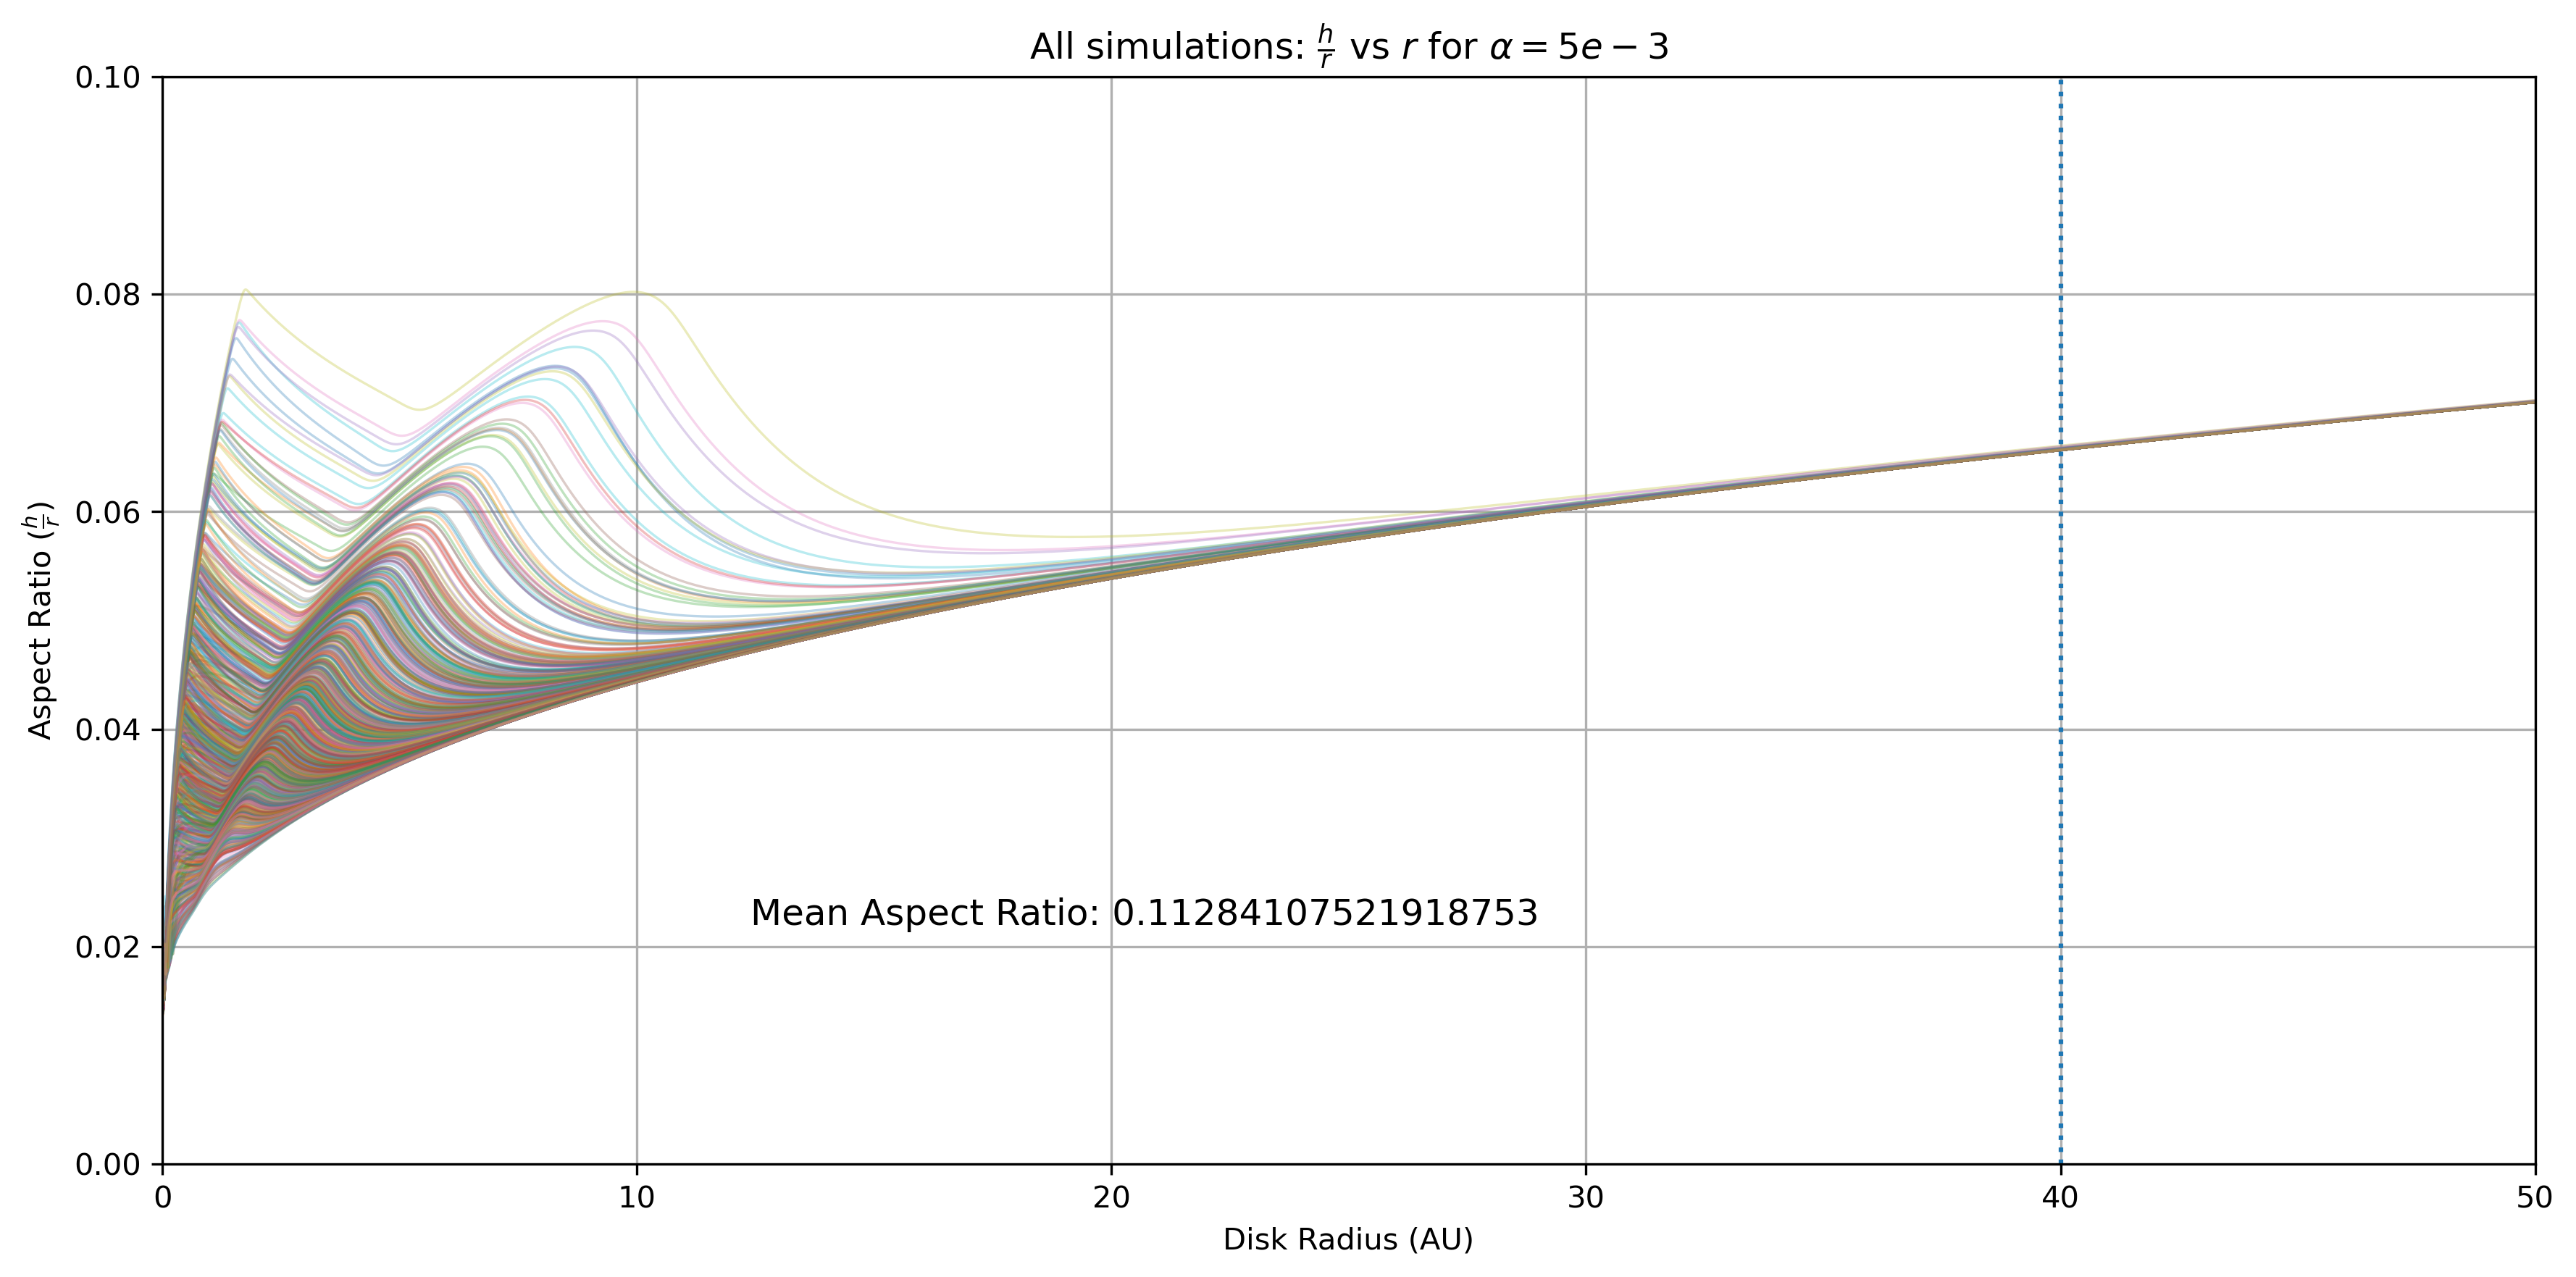 All simulations: h/r vs r for α = 5e − 3
0.10
0.08
0.06
0.04
0.02
0.00
Aspect Ratio (h/r)
Mean Aspect Ratio: 0.11284107521918753
0 10 20 30 40 50
Disk Radius (AU)